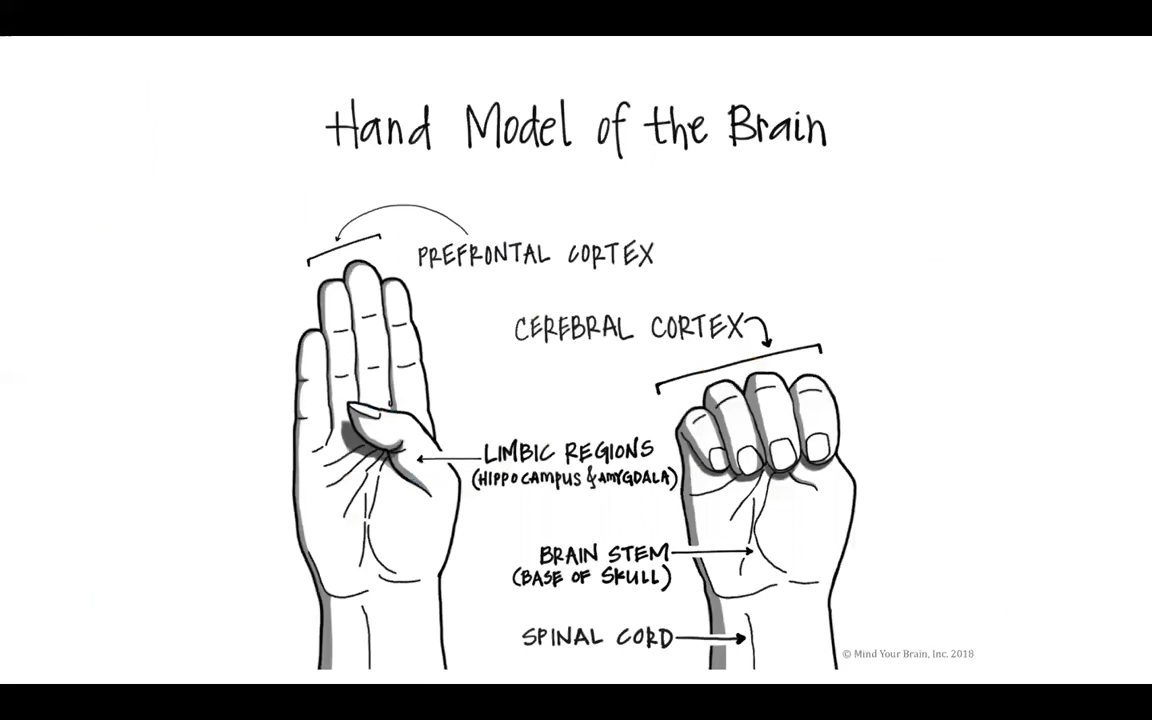 Hand Model of the Brain
PREFRONTAL CORTEX
CEREBRAL CORTEX
LIMBIC REGIONS
(HIPPOCAMPUS & AMYGDALA)
BRAIN STEM
(BASE OF SKULL)
SPINAL CORD
© Mind Your Brain, Inc. 2018